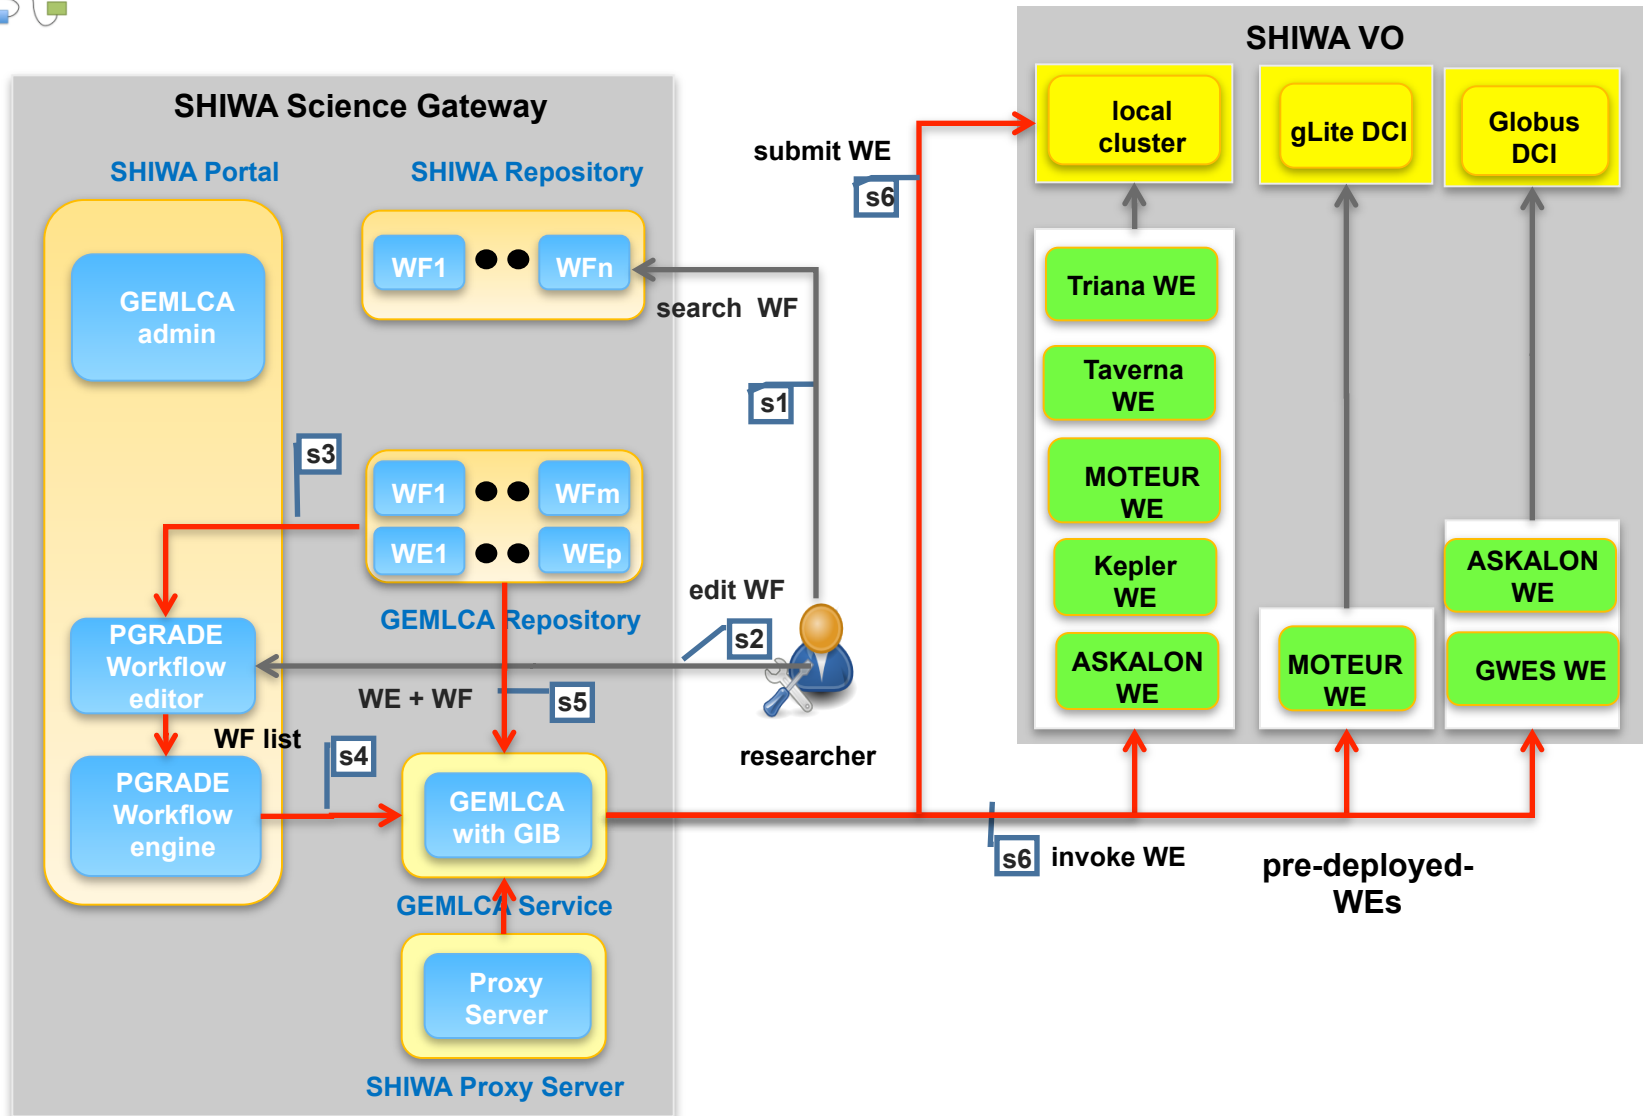 SHIWA Science Gateway
SHIWA Portal
SHIWA Repository
GEMLCA
admin
WF1
WFn
search WF
s1
s3
WF1
WFm
WE1
WEp
GEMLCA Repository
edit WF
s2
PGRADE
Workflow
editor
WE + WF
s5
WF list
s4
researcher
PGRADE
Workflow
engine
GEMLCA
with GIB
GEMLCA Service
Proxy
Server
SHIWA Proxy Server
submit WE
s6
s6
invoke WE
SHIWA VO
local
cluster
gLite DCI
Globus
DCI
Triana WE
Taverna
WE
MOTEUR
WE
Kepler
WE
ASKALON
WE
MOTEUR
WE
ASKALON
WE
GWES WE
pre-deployed-
WEs